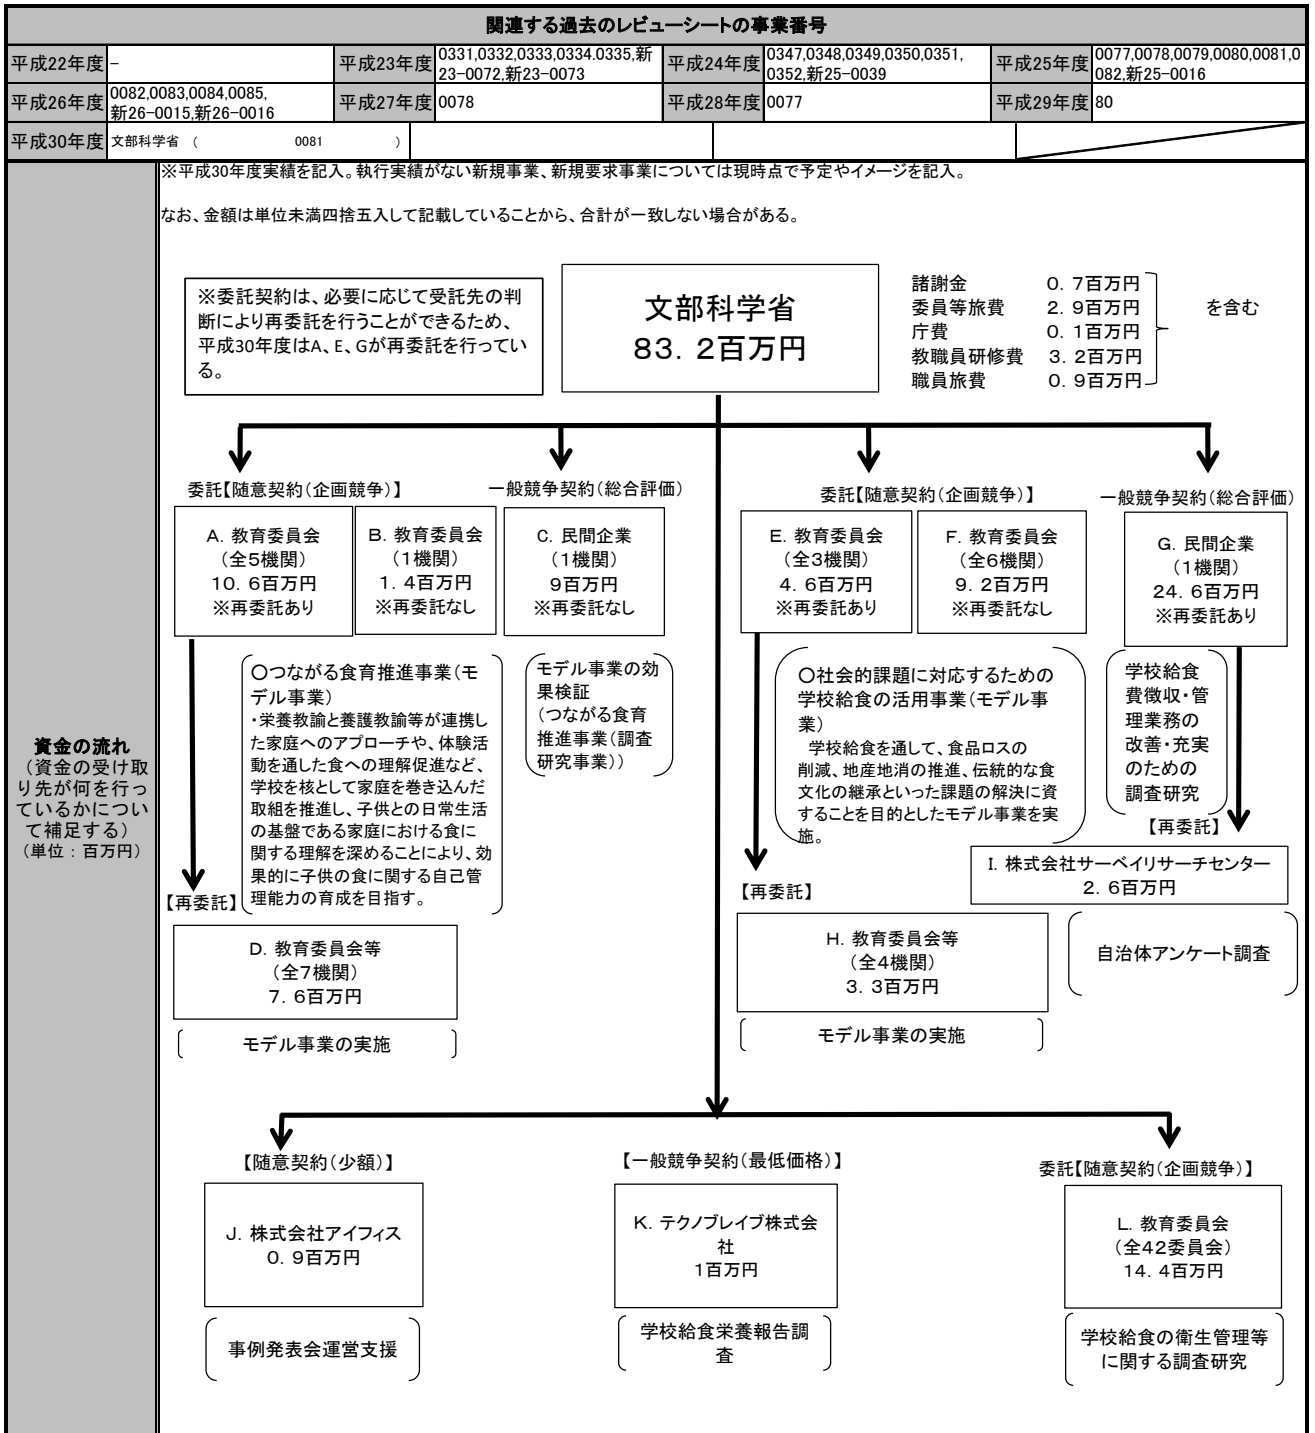 関連する過去のレビューシートの事業番号
平成22年度 -
平成23年度 0331,0332,0333,0334.0335,新
23-0072,新23-0073
平成24年度 0347,0348,0349,0350,0351,
0352,新25-0039
平成25年度 0077,0078,0079,0080,0081,0
082,新25-0016
平成26年度 0082,0083,0084,0085,
新26-0015,新26-0016
平成27年度 0078
平成28年度 0077
平成29年度 80
平成30年度 文部科学省 ( 0081 )
資金の流れ
(資金の受け取
り先が何を行っ
ているかについ
て補足する)
(単位:百万円)
※平成30年度実績を記入。執行実績がない新規事業、新規要求事業については現時点で予定やイメージを記入。
なお、金額は単位未満四捨五入して記載していることから、合計が一致しない場合がある。
※委託契約は、必要に応じて受託先の判
断により再委託を行うことができるため、
平成30年度はA、E、Gが再委託を行ってい
る。
文部科学省
83.2百万円
諸謝金 0.7百万円
委員等旅費 2.9百万円
庁費 0.1百万円
教職員研修費 3.2百万円
職員旅費 0.9百万円
を含む
委託【随意契約(企画競争)】
A.教育委員会
(全5機関)
10.6百万円
※再委託あり
B.教育委員会
(1機関)
1.4百万円
※再委託なし
一般競争契約(総合評価)
C.民間企業
(1機関)
9百万円
※再委託なし
委託【随意契約(企画競争)】
E.教育委員会
(全3機関)
4.6百万円
※再委託あり
F.教育委員会
(全6機関)
9.2百万円
※再委託なし
一般競争契約(総合評価)
G.民間企業
(1機関)
24.6百万円
※再委託あり
○つながる食育推進事業(モ
デル事業)
・栄養教諭と養護教諭等が連携し
た家庭へのアプローチや、体験活
動を通した食への理解促進など、
学校を核として家庭を巻き込んだ
取組を推進し、子供との日常生活
の基盤である家庭における食に
関する理解を深めることにより、効
果的に子供の食に関する自己管
理能力の育成を目指す。
モデル事業の効
果検証
(つながる食育
推進事業(調査
研究事業))
○社会的課題に対応するための
学校給食の活用事業(モデル事
業)
学校給食を通して、食品ロスの
削減、地産地消の推進、伝統的な食
文化の継承といった課題の解決に資
することを目的としたモデル事業を実
施。
学校給食
費徴収・管
理業務の
改善・充実
のための
調査研究
【再委託】
I.株式会社サーベイリサーチセンター
2.6百万円
自治体アンケート調査
【再委託】
D.教育委員会等
(全7機関)
7.6百万円
モデル事業の実施
【再委託】
H.教育委員会等
(全4機関)
3.3百万円
モデル事業の実施
【随意契約(少額)】
J.株式会社アイフィス
0.9百万円
事例発表会運営支援
【一般競争契約(最低価格)】
K.テクノブレイブ株式会
社
1百万円
学校給食栄養報告調
査
委託【随意契約(企画競争)】
L.教育委員会
(全42委員会)
14.4百万円
学校給食の衛生管理等
に関する調査研究